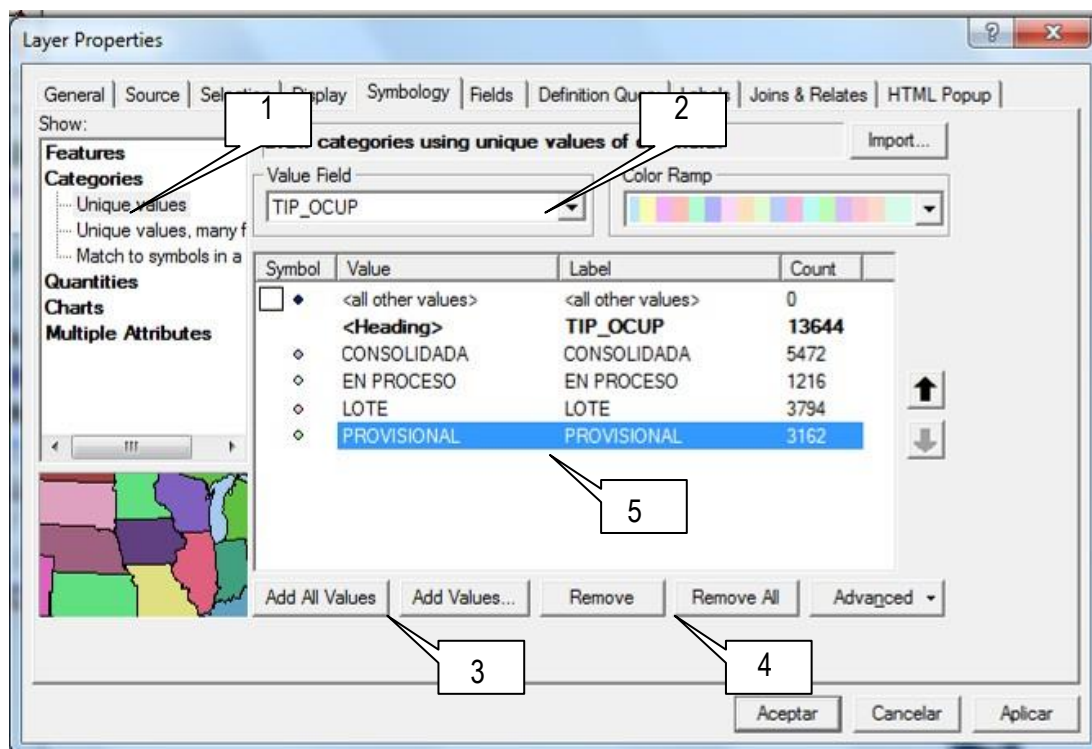 Layer Properties
General Source Display Symbology Fields Definition Joins & Relates HTML Popup
Show:
1
2
categories using unique values of
Import...
Features
Categories
Unique values
Unique values, many f
Match to symbols in a
Quantities
Charts
Multiple Attributes
Value Field
Color Ramp
TIP_OCUP
Symbol Value Label Count
<all other values> <all other values> 0
<Heading> TIP_OCUP 13644
CONSOLIDADA CONSOLIDADA 5472
EN PROCESO EN PROCESO 1216
LOTE LOTE 3794
PROVISIONAL PROVISIONAL 3162
5
Add All Values Add Values... Remove Remove All Advanced
3
4
Aceptar Cancelar Aplicar